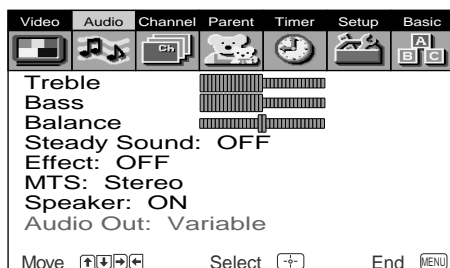 Video Audio Channel Parent Timer Setup Basic
Ch A B C
Treble
Bass
Balance
Steady Sound: OFF
Effect: OFF
MTS: Stereo
Speaker: ON
Audio Out: Variable
Move Select End MENU